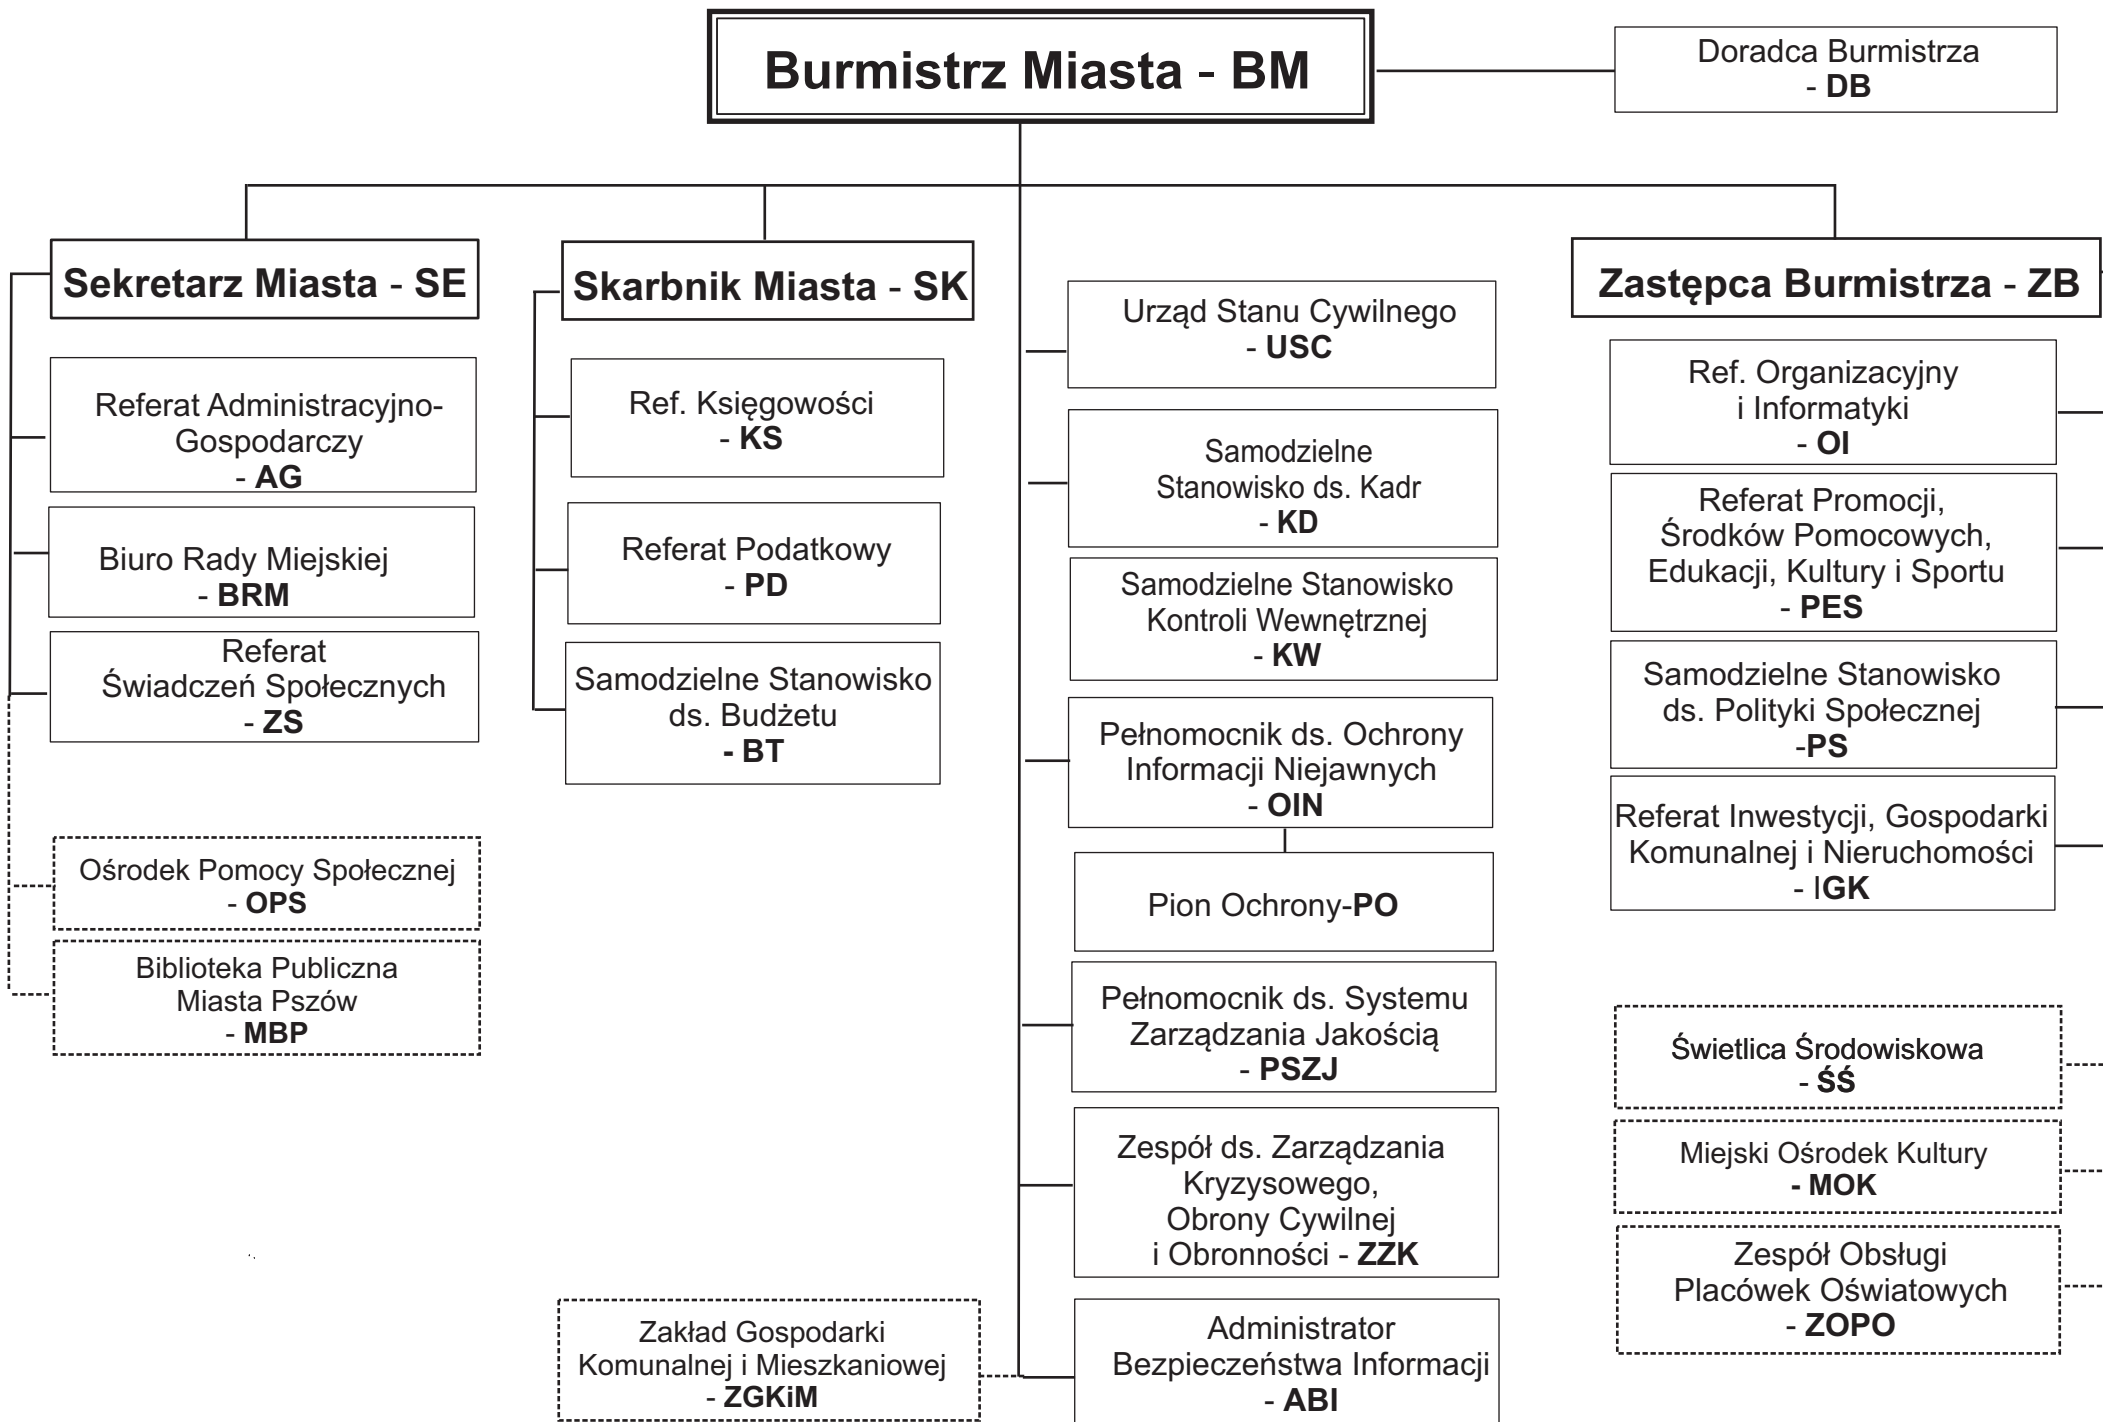 Burmistrz Miasta - BM
Doradca Burmistrza
- DB
Sekretarz Miasta - SE
Referat Administracyjno-
Gospodarczy
- AG
Biuro Rady Miejskiej
- BRM
Referat
Świadczeń Społecznych
- ZS
Ośrodek Pomocy Społecznej
- OPS
Biblioteka Publiczna
Miasta Pszów
- MBP
Skarbnik Miasta - SK
Ref. Księgowości
- KS
Referat Podatkowy
- PD
Samodzielne Stanowisko
ds. Budżetu
- BT
Zakład Gospodarki
Komunalnej i Mieszkaniowej
- ZGKiM
Urząd Stanu Cywilnego
- USC
Samodzielne
Stanowisko ds. Kadr
- KD
Samodzielne Stanowisko
Kontroli Wewnętrznej
- KW
Pełnomocnik ds. Ochrony
Informacji Niejawnych
- OIN
Pion Ochrony-PO
Pełnomocnik ds. Systemu
Zarządzania Jakością
- PSZJ
Zespół ds. Zarządzania
Kryzysowego,
Obrony Cywilnej
i Obronności - ZZK
Administrator
Bezpieczeństwa Informacji
- ABI
Zastępca Burmistrza - ZB
Ref. Organizacyjny
i Informatyki
- OI
Referat Promocji,
Środków Pomocowych,
Edukacji, Kultury i Sportu
- PES
Samodzielne Stanowisko
ds. Polityki Społecznej
-PS
Referat Inwestycji, Gospodarki
Komunalnej i Nieruchomości
- IGK
Świetlica Środowiskowa
- ŚŚ
Miejski Ośrodek Kultury
- MOK
Zespół Obsługi
Placówek Oświatowych
- ZOPO